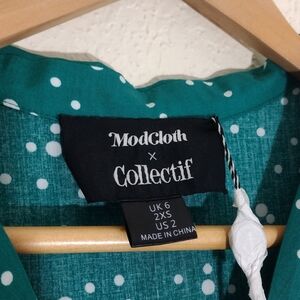 ModCloth
x
Collectif
UK 6
2XS
US 2
MADE IN CHINA